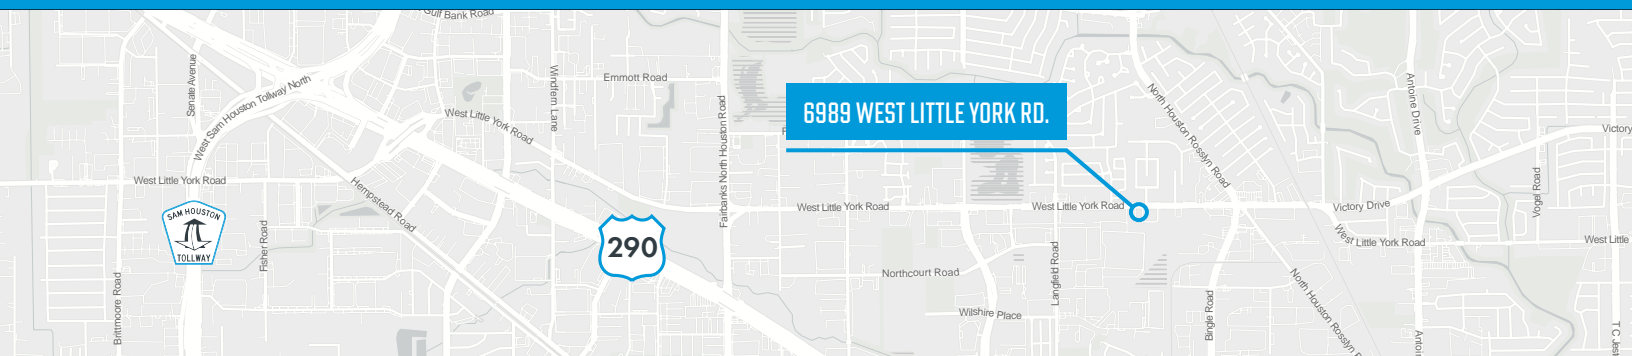 Gulf Bank Road
Senate Avenue
West Sam Houston Tollway North
Windfern Lane
Emmott Road
West Little York Road
Fairbanks North Houston Road
6989 WEST LITTLE YORK RD.
North Houston Rosslyn Road
Antoine Drive
Victory
West Little York Road
Hempstead Road
SAM HOUSTON
TOLLWAY
Fisher Road
Brittmoore Road
290
West Little York Road
West Little York Road
Victory Drive
Vogel Road
West Little York Road
West Little
Northcourt Road
Langfield Road
Wilshire Place
Bingle Road
North Houston Rosslyn R
Antoin
T.C. Jest